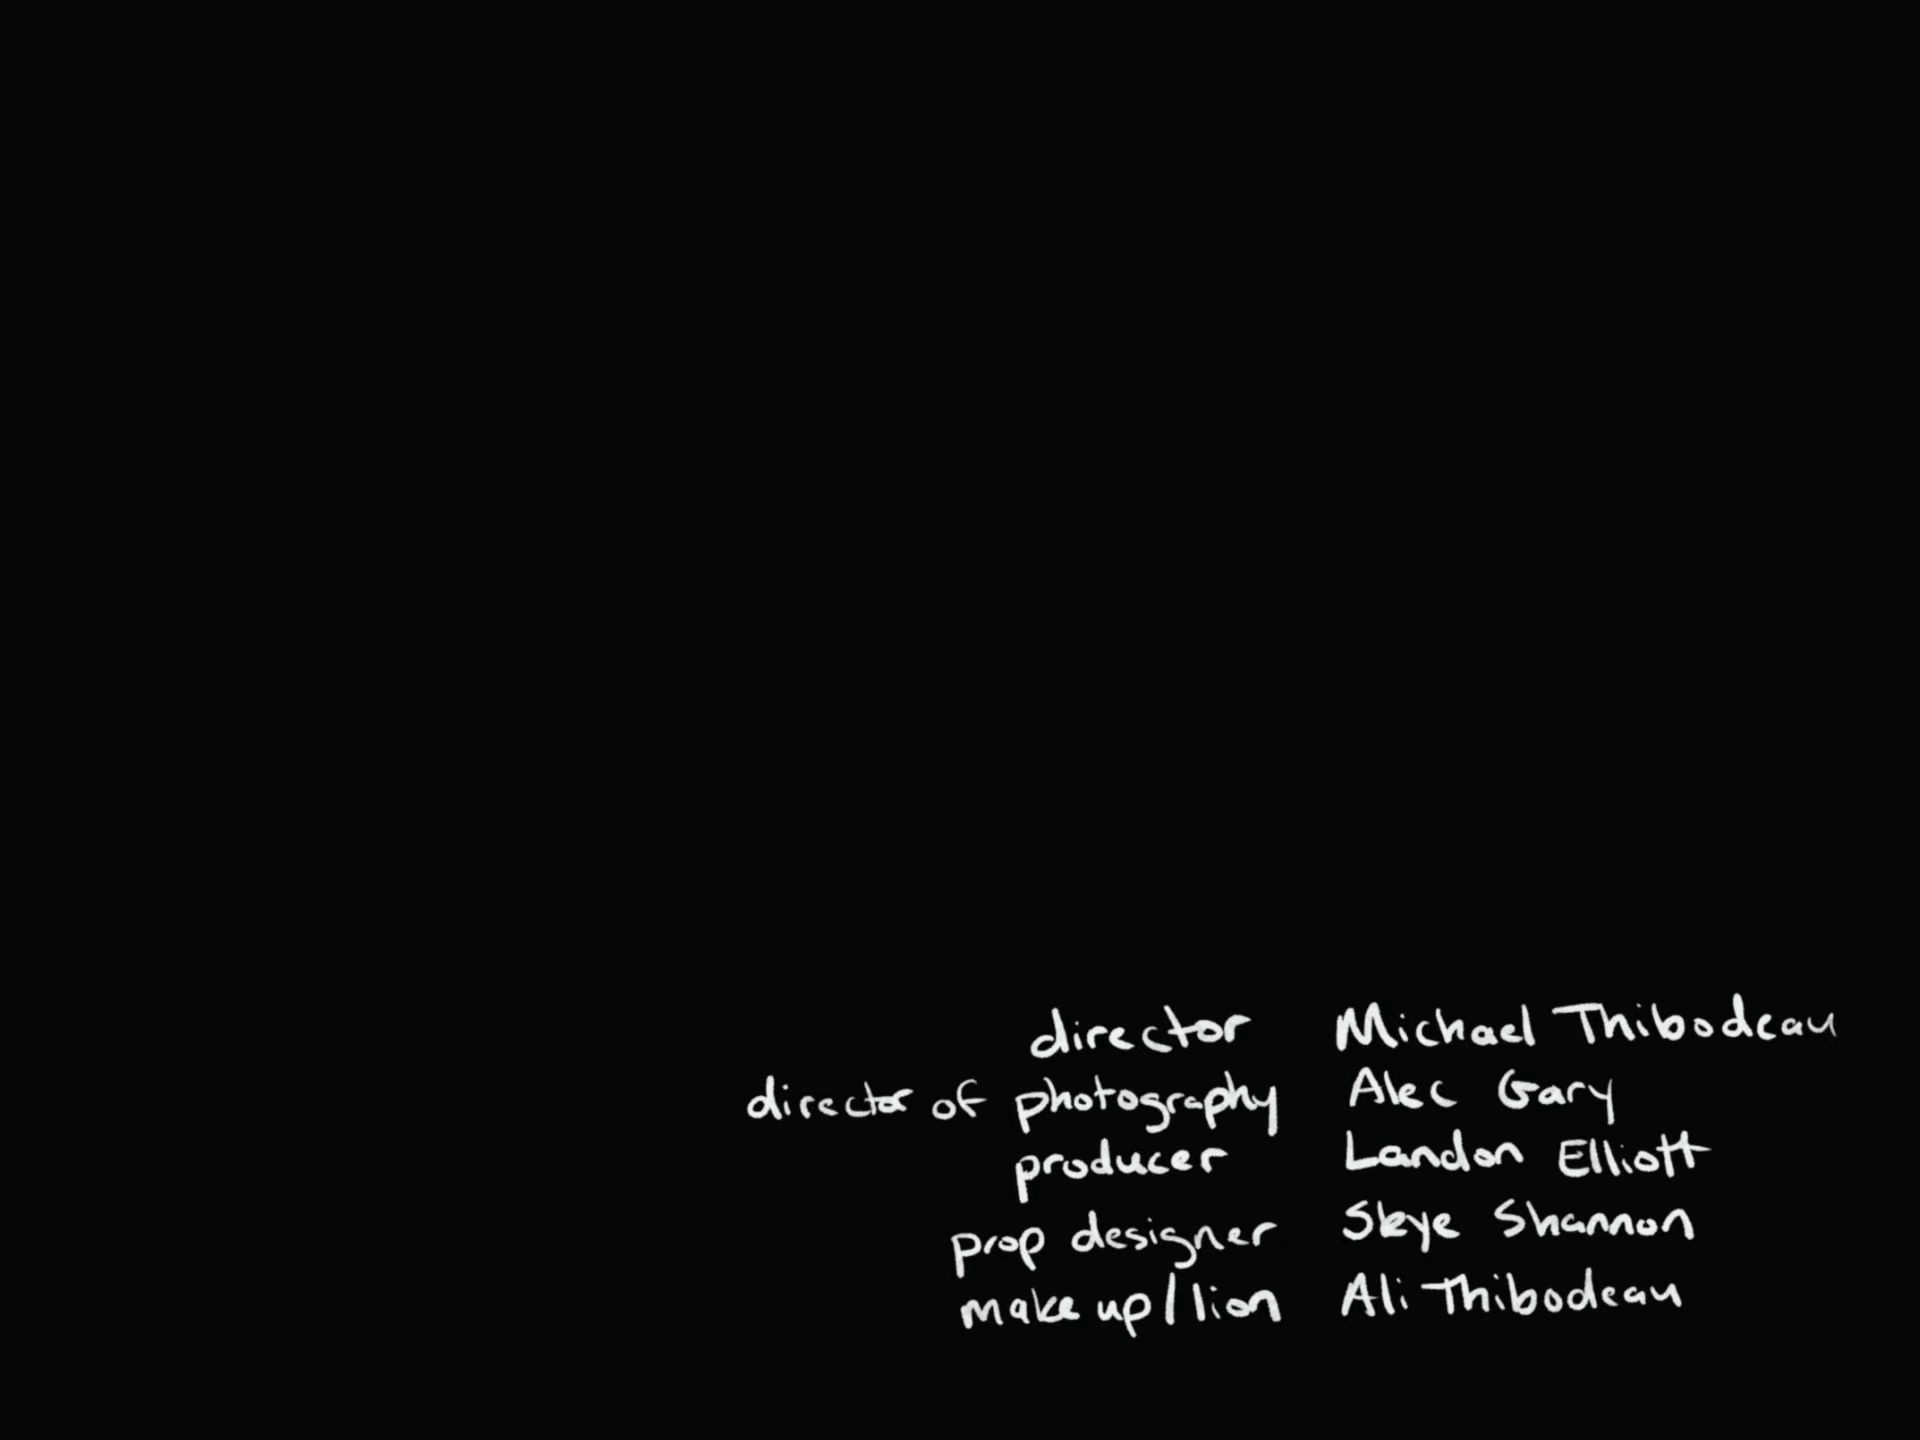 director Michael Thibodeau
director of photography Alec Gary
producer Landon Elliott
prop designer Skye Shannon
make up/lion Ali Thibodeau